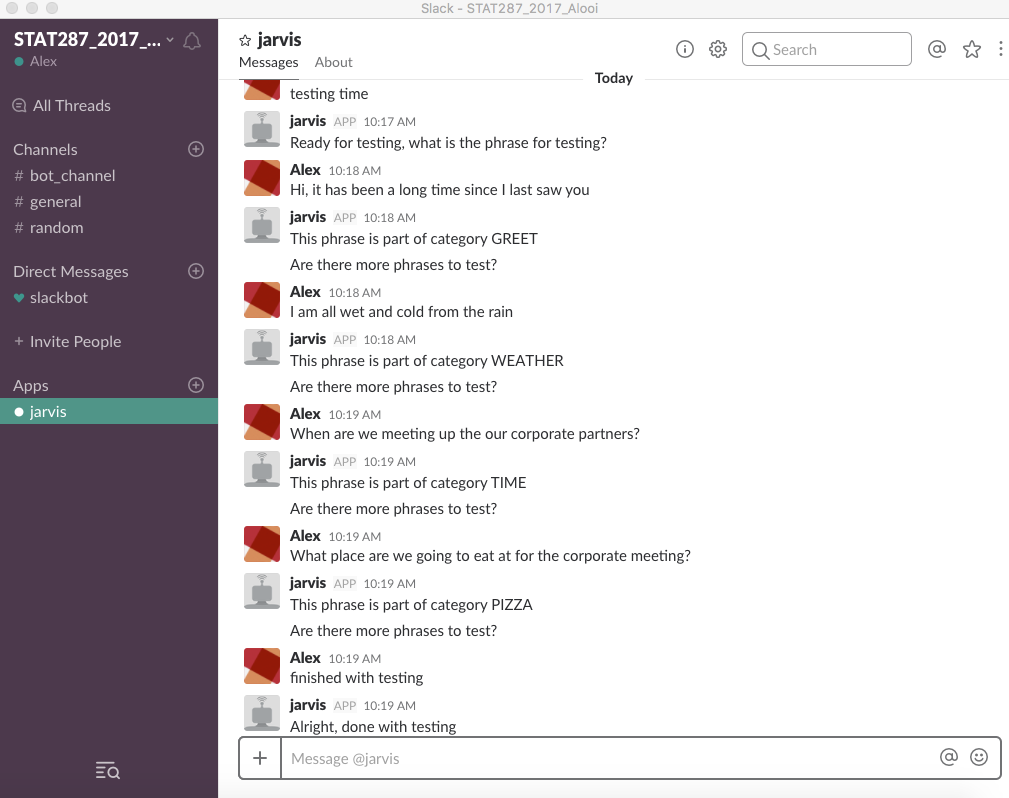 Slack - STAT287_2017_Alooi
STAT287_2017_...
Alex
All Threads
Channels
# bot_channel
# general
# random
Direct Messages
slackbot
+ Invite People
Apps
jarvis
jarvis
Messages About
Search
Today
testing time
jarvis APP 10:17 AM
Ready for testing, what is the phrase for testing?
Alex 10:18 AM
Hi, it has been a long time since I last saw you
jarvis APP 10:18 AM
This phrase is part of category GREET
Are there more phrases to test?
Alex 10:18 AM
I am all wet and cold from the rain
jarvis APP 10:18 AM
This phrase is part of category WEATHER
Are there more phrases to test?
Alex 10:19 AM
When are we meeting up the our corporate partners?
jarvis APP 10:19 AM
This phrase is part of category TIME
Are there more phrases to test?
Alex 10:19 AM
What place are we going to eat at for the corporate meeting?
jarvis APP 10:19 AM
This phrase is part of category PIZZA
Are there more phrases to test?
Alex 10:19 AM
finished with testing
jarvis APP 10:19 AM
Alright, done with testing
Message @jarvis